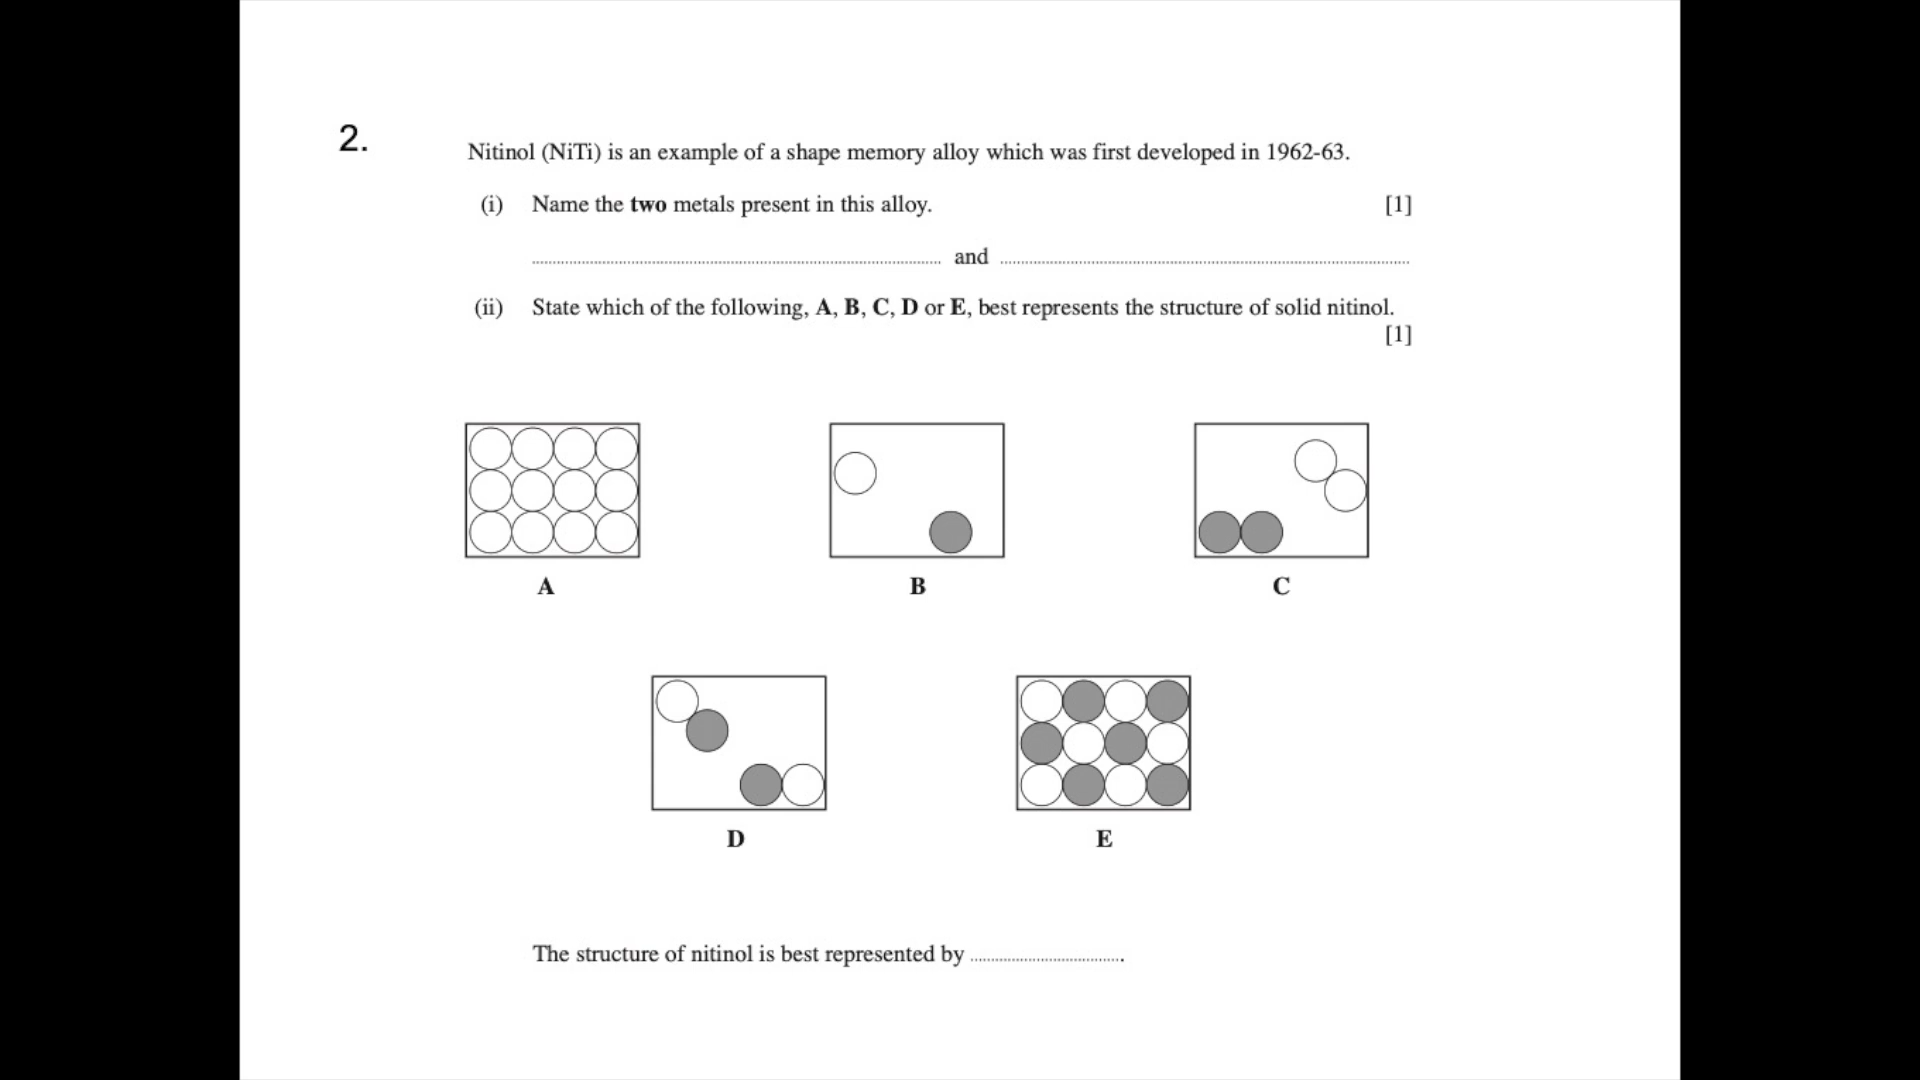 2.
Nitinol (NiTi) is an example of a shape memory alloy which was first developed in 1962-63.
(i) Name the two metals present in this alloy. [1]
and
(ii) State which of the following, A, B, C, D or E, best represents the structure of solid nitinol.
[1]
A B C
D E
The structure of nitinol is best represented by ..................................... .